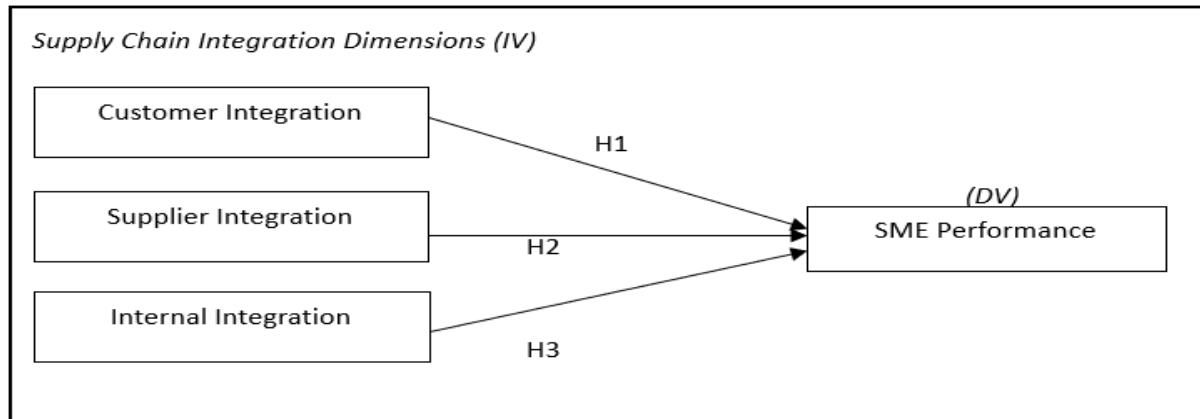 Supply Chain Integration Dimensions (IV)
Customer Integration
H1
Supplier Integration
H2
(DV)
SME Performance
Internal Integration
H3